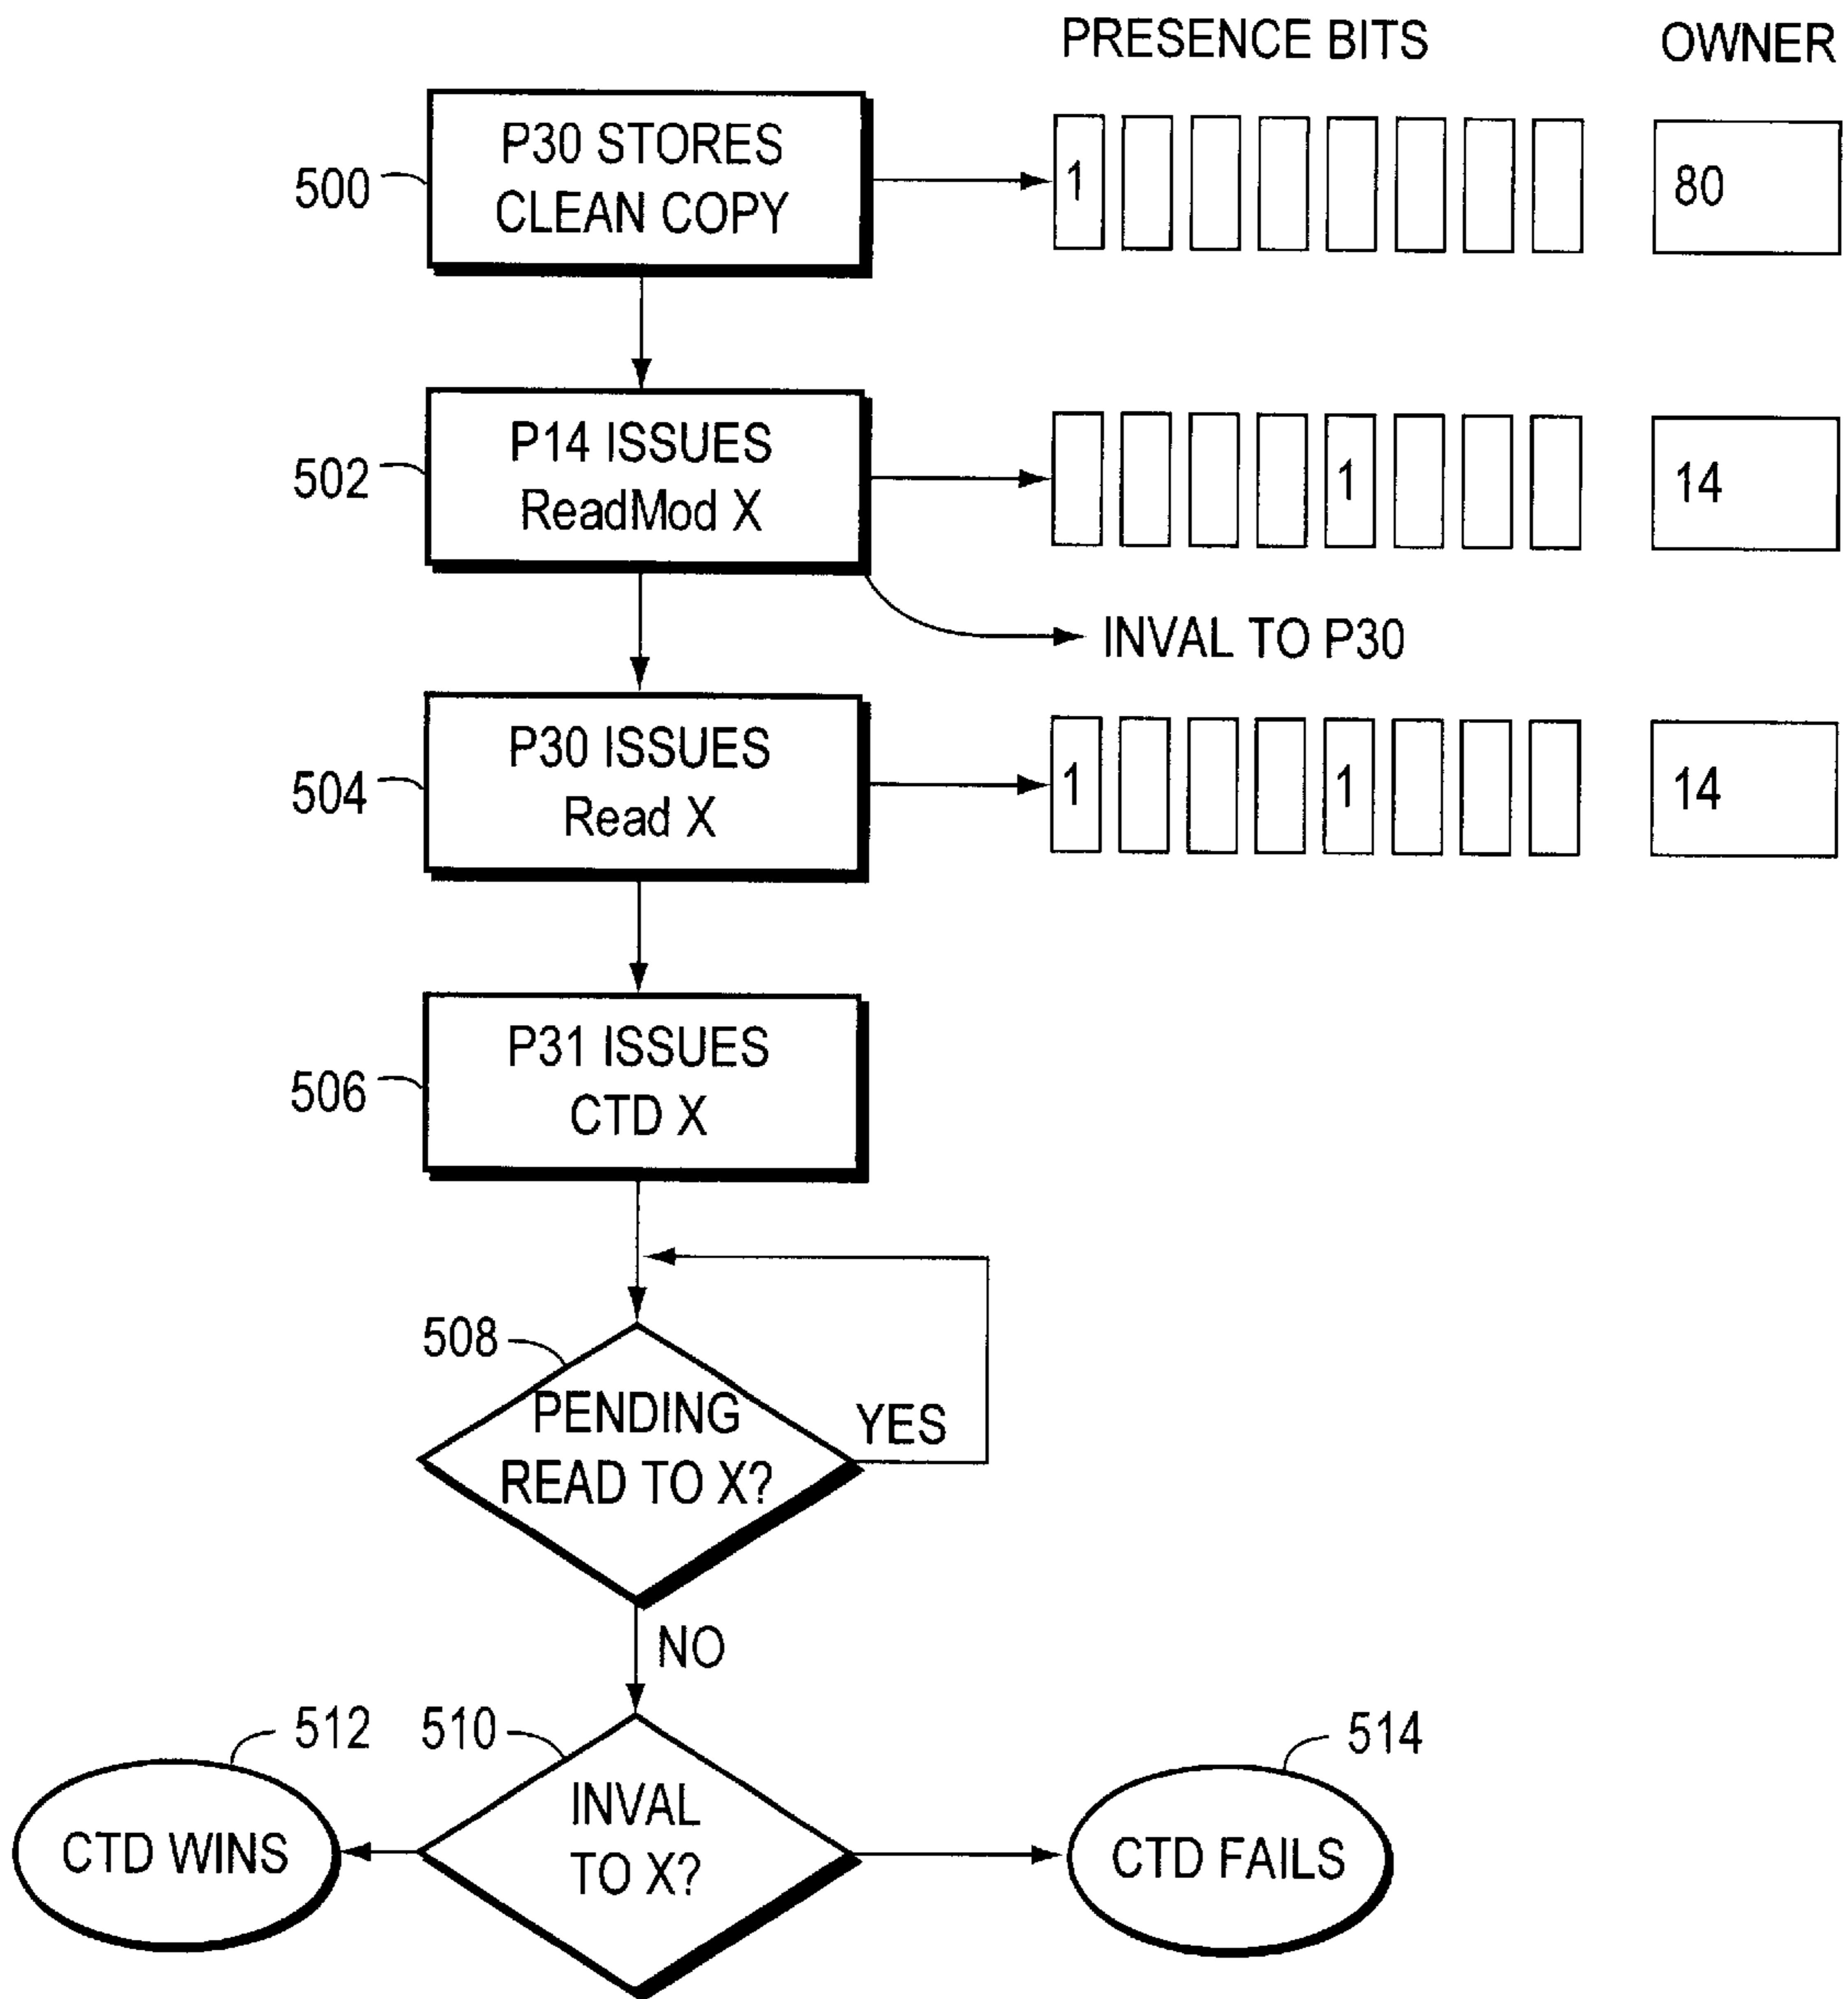 PRESENCE BITS OWNER
P30 STORES
CLEAN COPY
500
1
80
P14 ISSUES
ReadMod X
502
1
14
INVAL TO P30
P30 ISSUES
Read X
504
1 1
14
P31 ISSUES
CTD X
506
508
PENDING
READ TO X?
YES
NO
512
510
514
INVAL
TO X?
CTD WINS
CTD FAILS